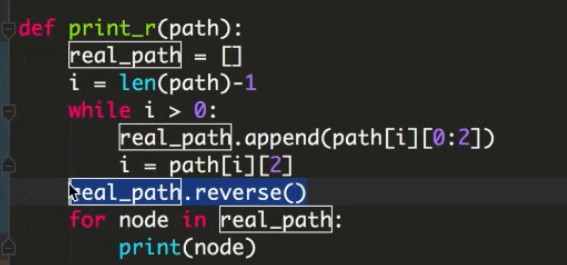 def print_r(path):
    real_path = []
    i = len(path)-1
    while i > 0:
        real_path.append(path[i][0:2])
        i = path[i][2]
    real_path.reverse()
    for node in real_path:
        print(node)